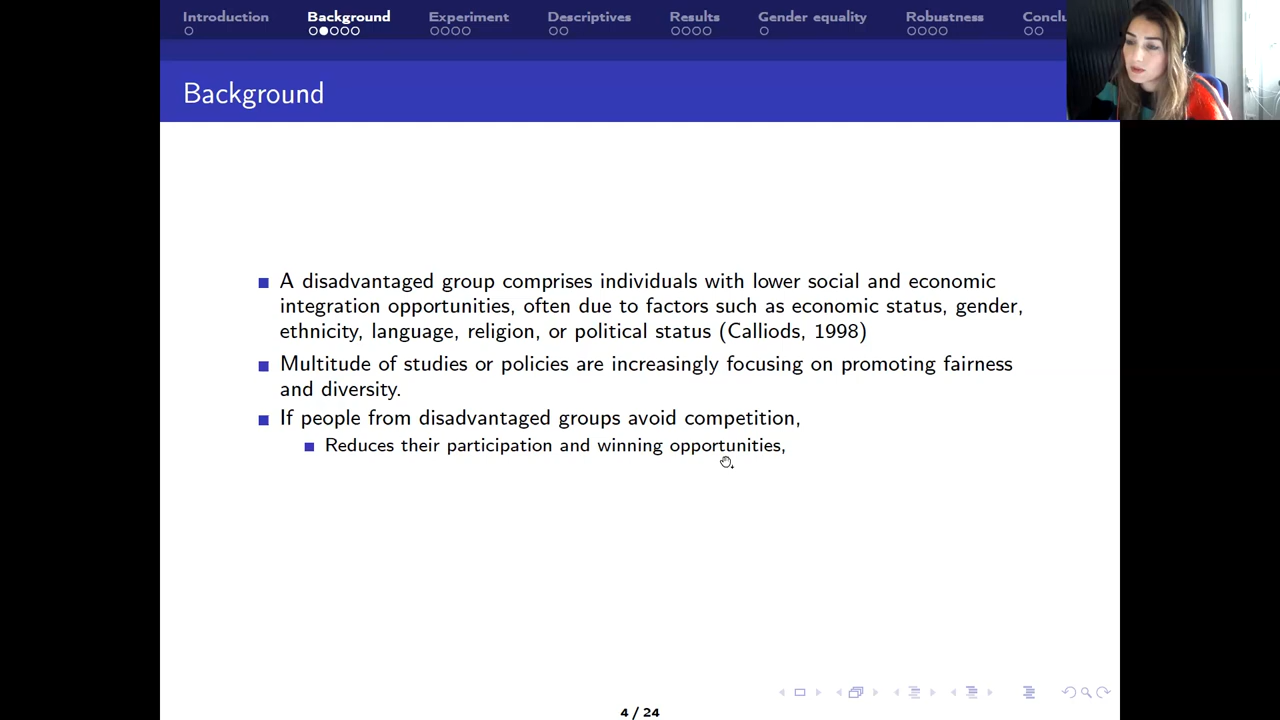 Introduction Background Experiment Descriptives Results Gender equality Robustness Conclu
Background
A disadvantaged group comprises individuals with lower social and economic
integration opportunities, often due to factors such as economic status, gender,
ethnicity, language, religion, or political status (Calliods, 1998)
Multitude of studies or policies are increasingly focusing on promoting fairness
and diversity.
If people from disadvantaged groups avoid competition,
Reduces their participation and winning opportunities,
4 / 24